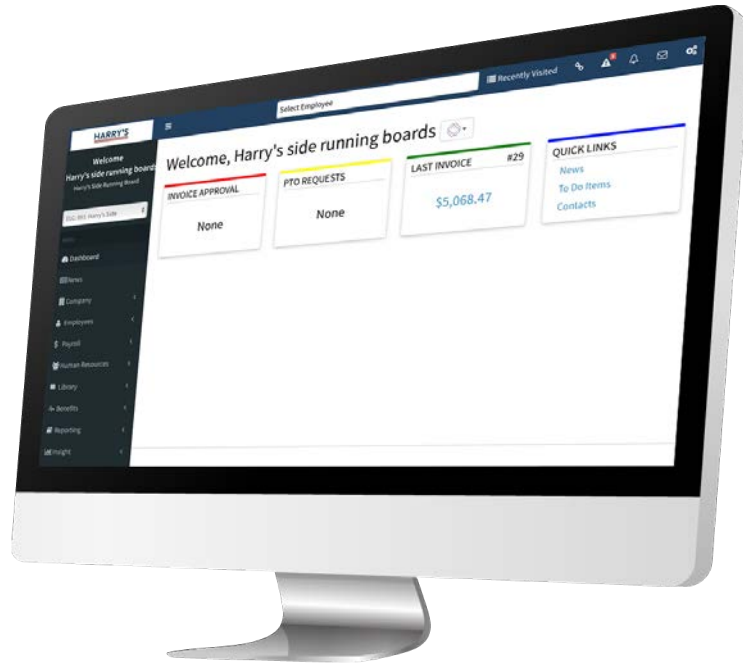 HARRY'S
Select Employee
Recently Visited
Welcome
Harry's side running boards
Harry's Side Running Board
Harry's Side
Dashboard
News
Company
Employees
Payroll
Human Resources
Library
Benefits
Reporting
Insight
Welcome, Harry's side running boards
INVOICE APPROVAL
None
PTO REQUESTS
None
LAST INVOICE #29
$5,068.47
QUICK LINKS
News
To Do Items
Contacts